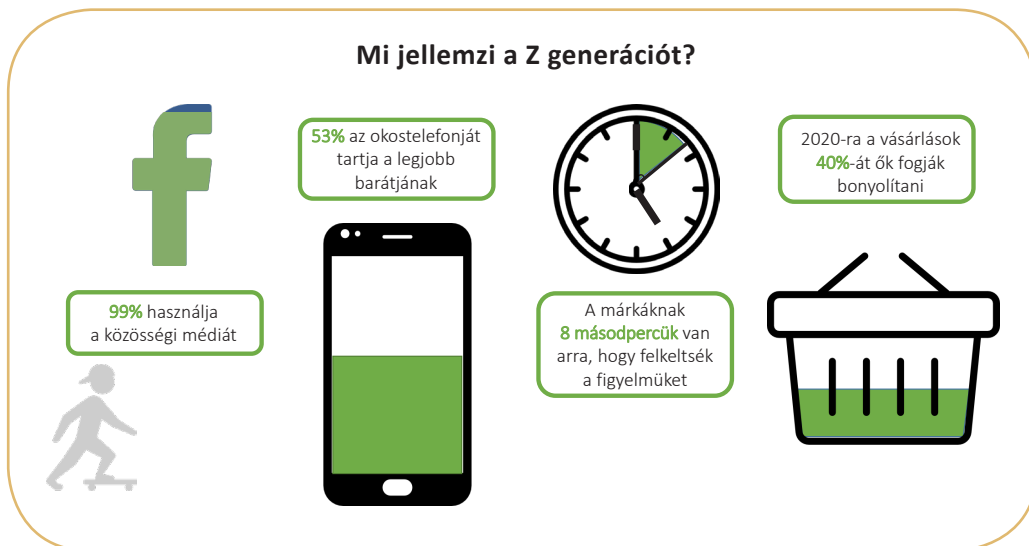 Mi jellemzi a Z generációt?
99% használja
a közösségi médiát
53% az okostelefonját
tartja a legjobb
barátjának
A márkáknak
8 másodpercük van
arra, hogy felkeltsék
a figyelmüket
2020-ra a vásárlások
40%-át ők fogják
bonyolítani